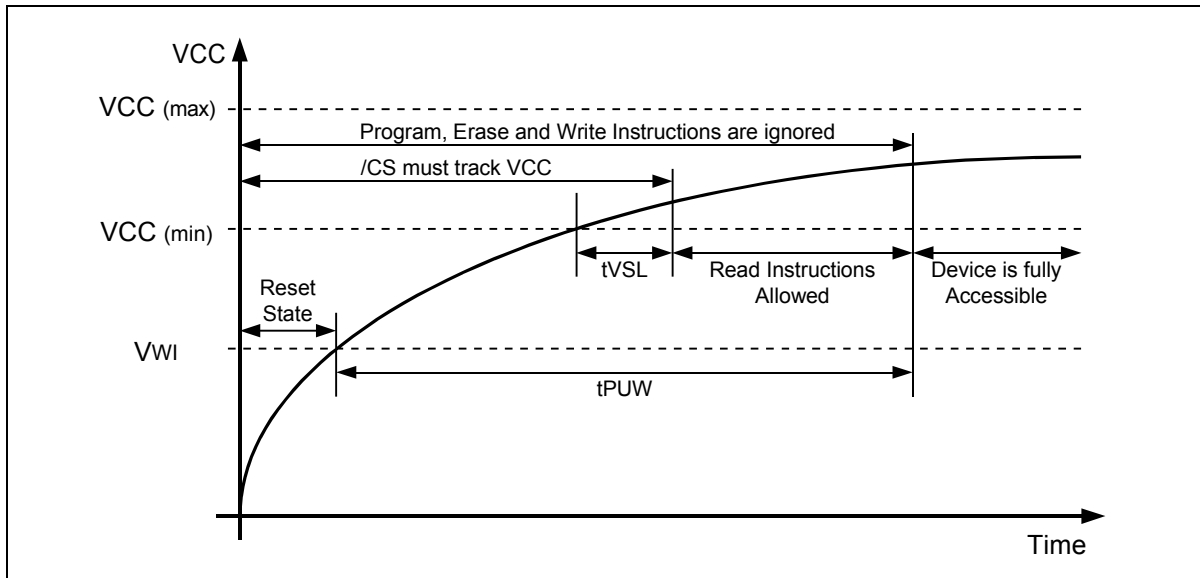 VCC
VCC (max)
Program, Erase and Write Instructions are ignored
/CS must track VCC
VCC (min)
tVSL
Read Instructions
Allowed
Device is fully
Accessible
Reset
State
VWI
tPUW
Time